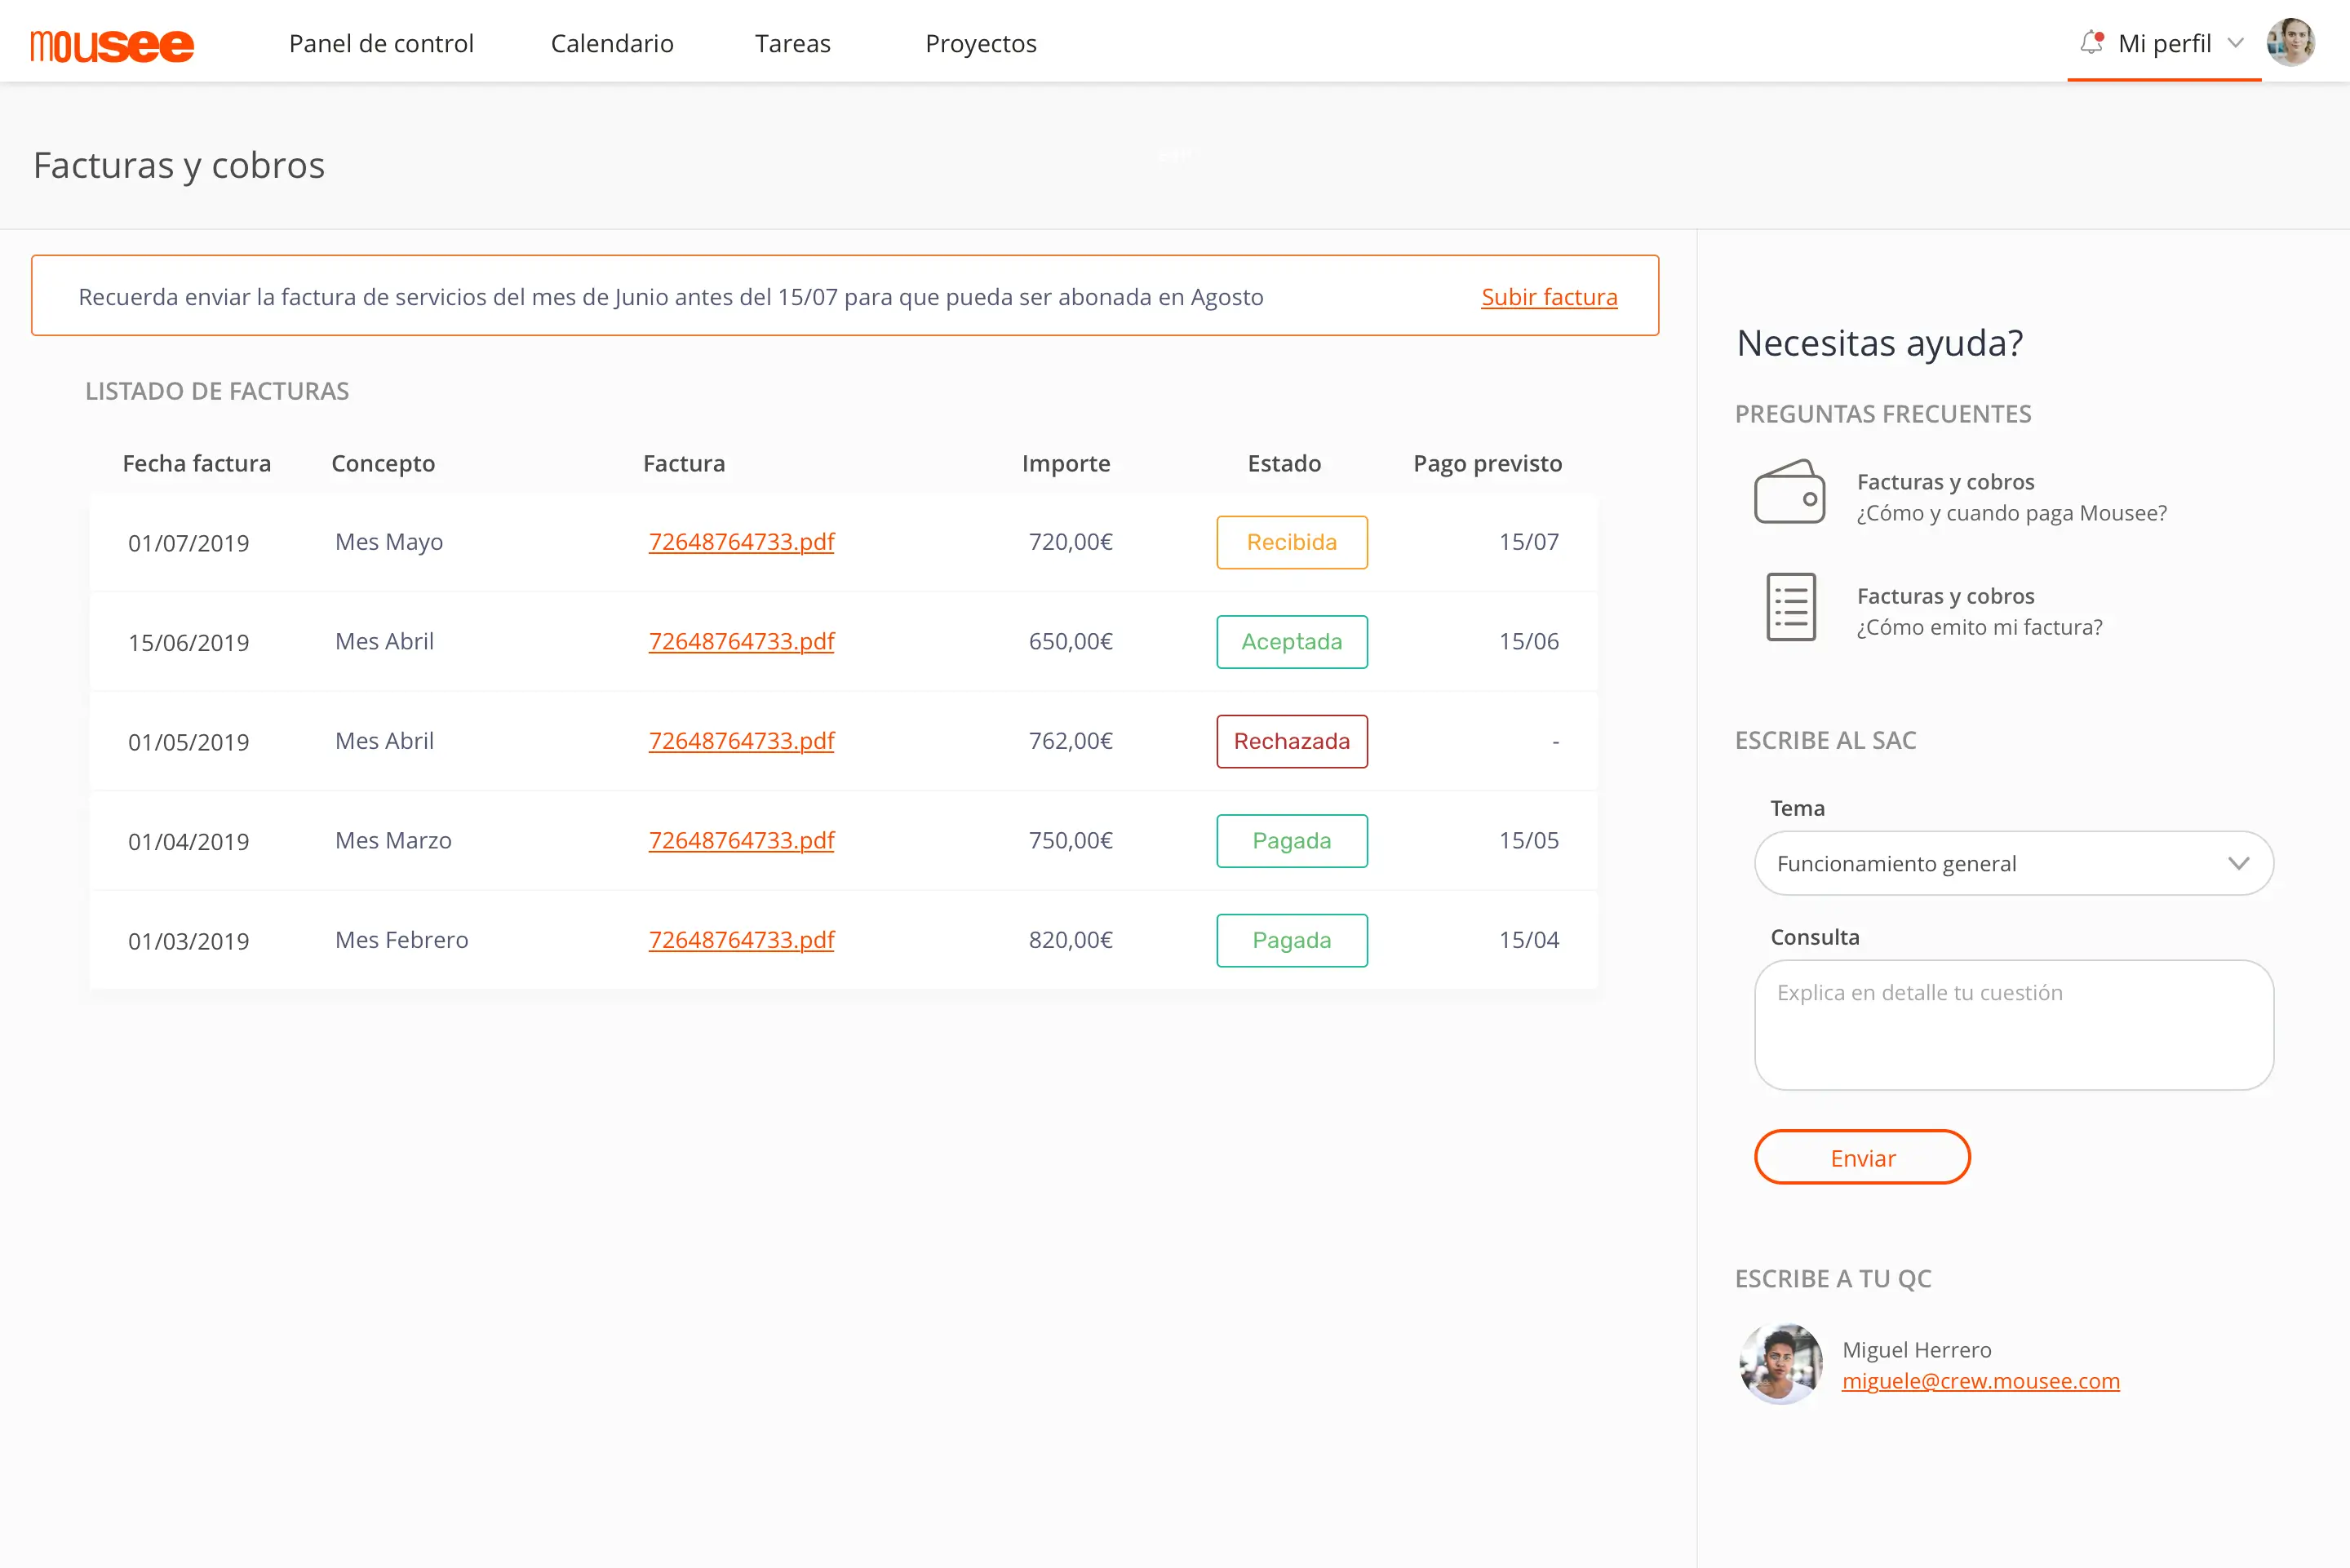 mousee
Panel de control
Calendario
Tareas
Proyectos
Mi perfil
Facturas y cobros
Recuerda enviar la factura de servicios del mes de Junio antes del 15/07 para que pueda ser abonada en Agosto
Subir factura
LISTADO DE FACTURAS
Fecha factura Concepto Factura Importe Estado Pago previsto
01/07/2019 Mes Mayo 72648764733.pdf 720,00€ Recibida 15/07
15/06/2019 Mes Abril 72648764733.pdf 650,00€ Aceptada 15/06
01/05/2019 Mes Abril 72648764733.pdf 762,00€ Rechazada -
01/04/2019 Mes Marzo 72648764733.pdf 750,00€ Pagada 15/05
01/03/2019 Mes Febrero 72648764733.pdf 820,00€ Pagada 15/04
Necesitas ayuda?
PREGUNTAS FRECUENTES
Facturas y cobros
¿Cómo y cuando paga Mousee?
Facturas y cobros
¿Cómo emito mi factura?
ESCRIBE AL SAC
Tema
Funcionamiento general
Consulta
Explica en detalle tu cuestión
Enviar
ESCRIBE A TU QC
Miguel Herrero
miguele@crew.mousee.com